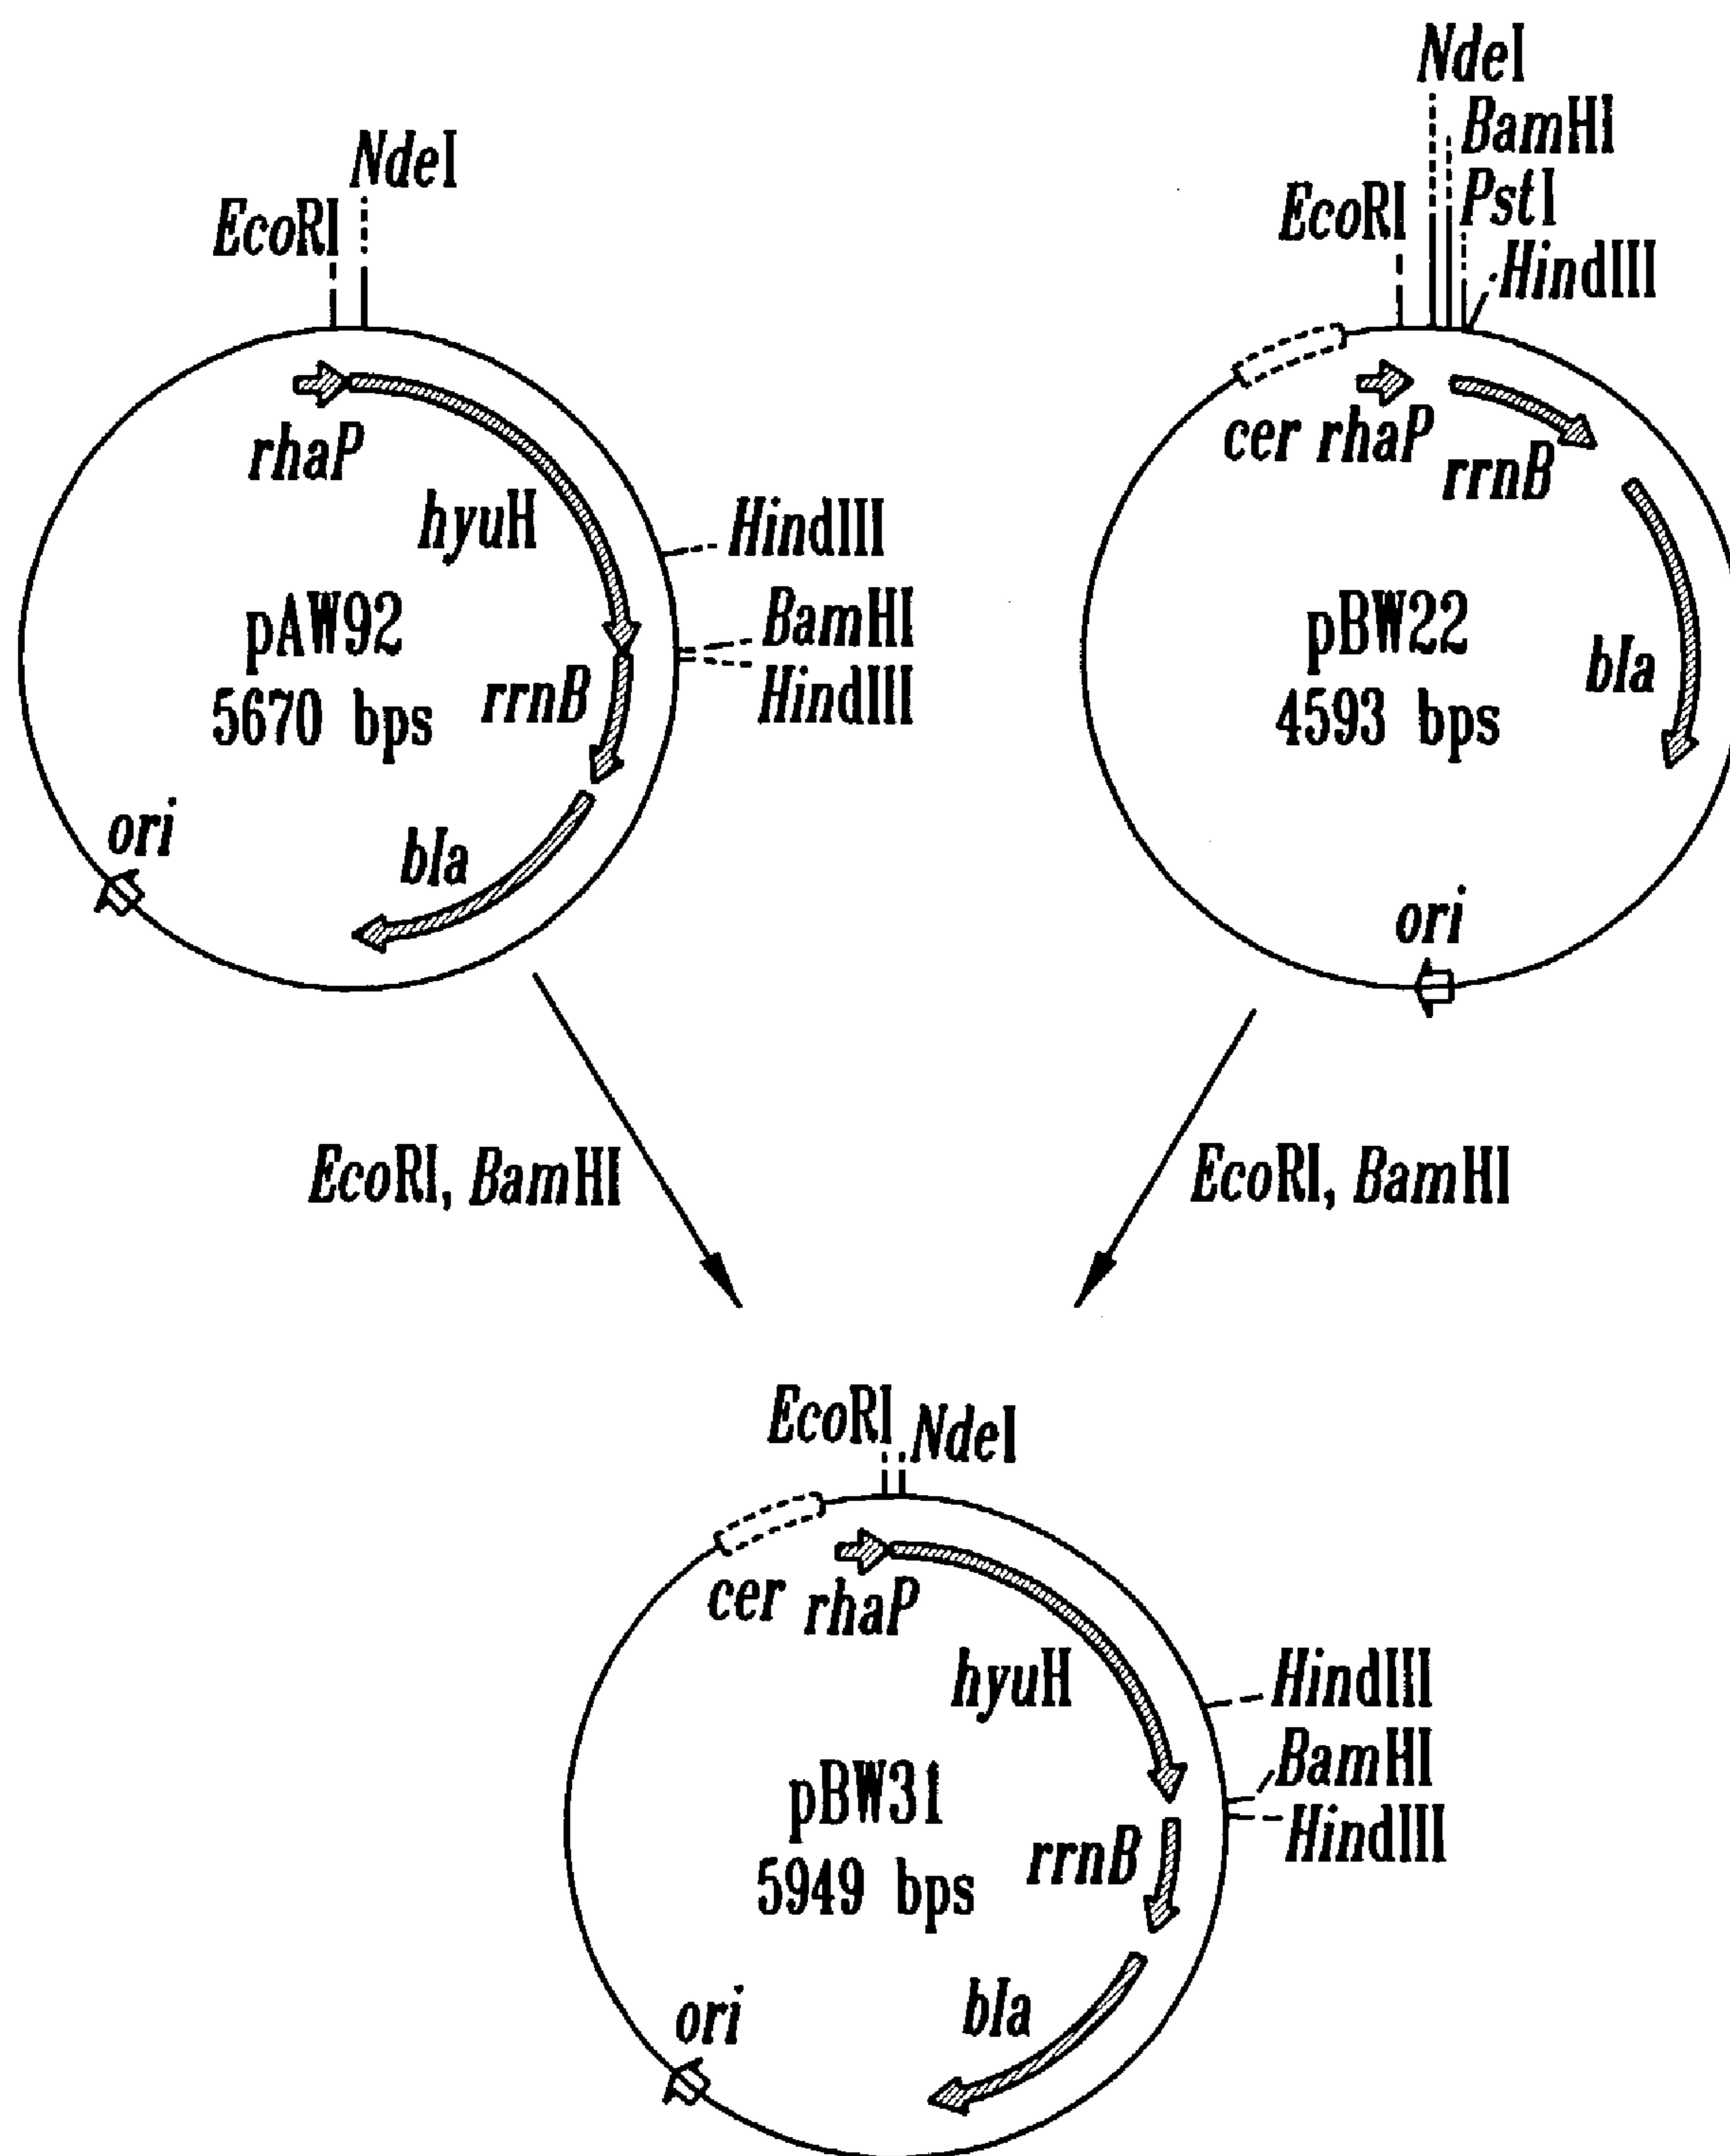 EcoRI
NdeI
rhaP
hyuH
HindIII
BamHI
HindIII
pAW92
5670 bps
rrnB
ori
bla
NdeI
BamHI
EcoRI
PstI
HindIII
cer rhaP
rrnB
pBW22
4593 bps
bla
ori
EcoRI, BamHI
EcoRI, BamHI
EcoRI NdeI
cer rhaP
hyuH
HindIII
BamHI
HindIII
pBW31
5949 bps
rrnB
ori
bla